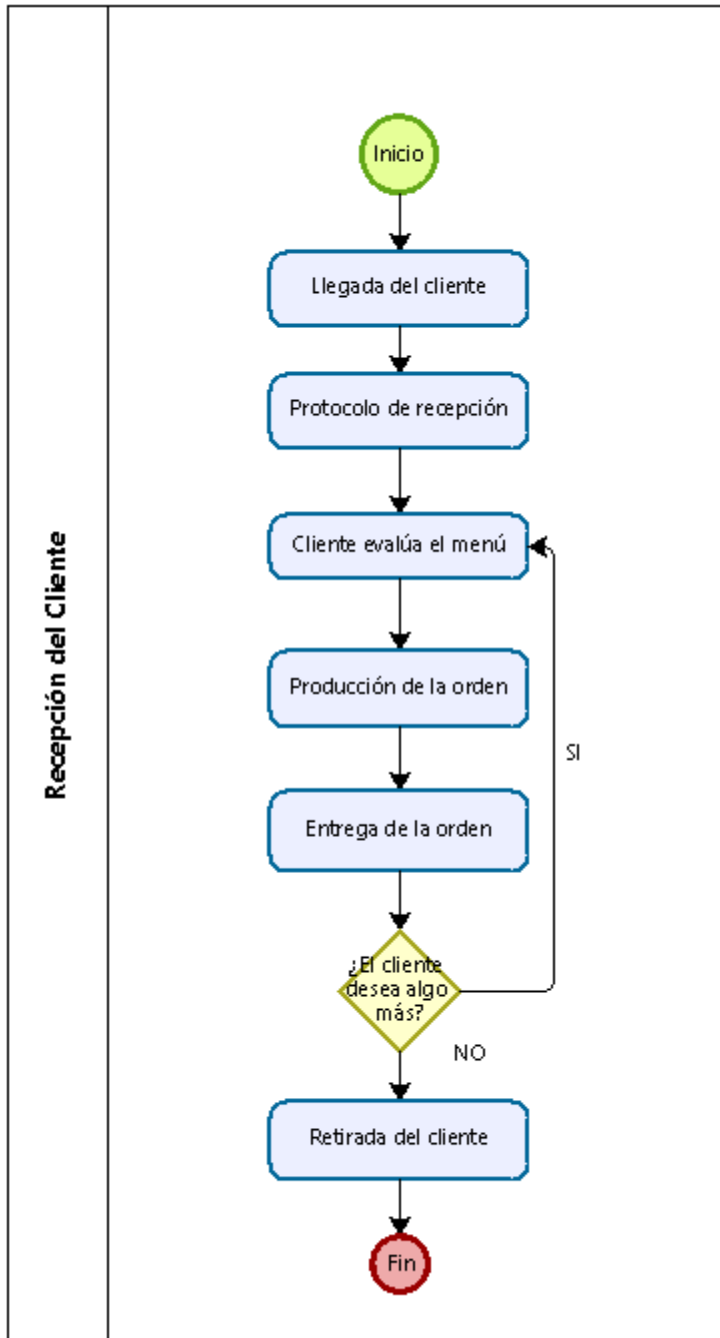 Recepción del Cliente
Inicio
Llegada del cliente
Protocolo de recepción
Cliente evalúa el menú
Producción de la orden
Entrega de la orden
¿El cliente
desea algo
más?
SI
NO
Retirada del cliente
Fin